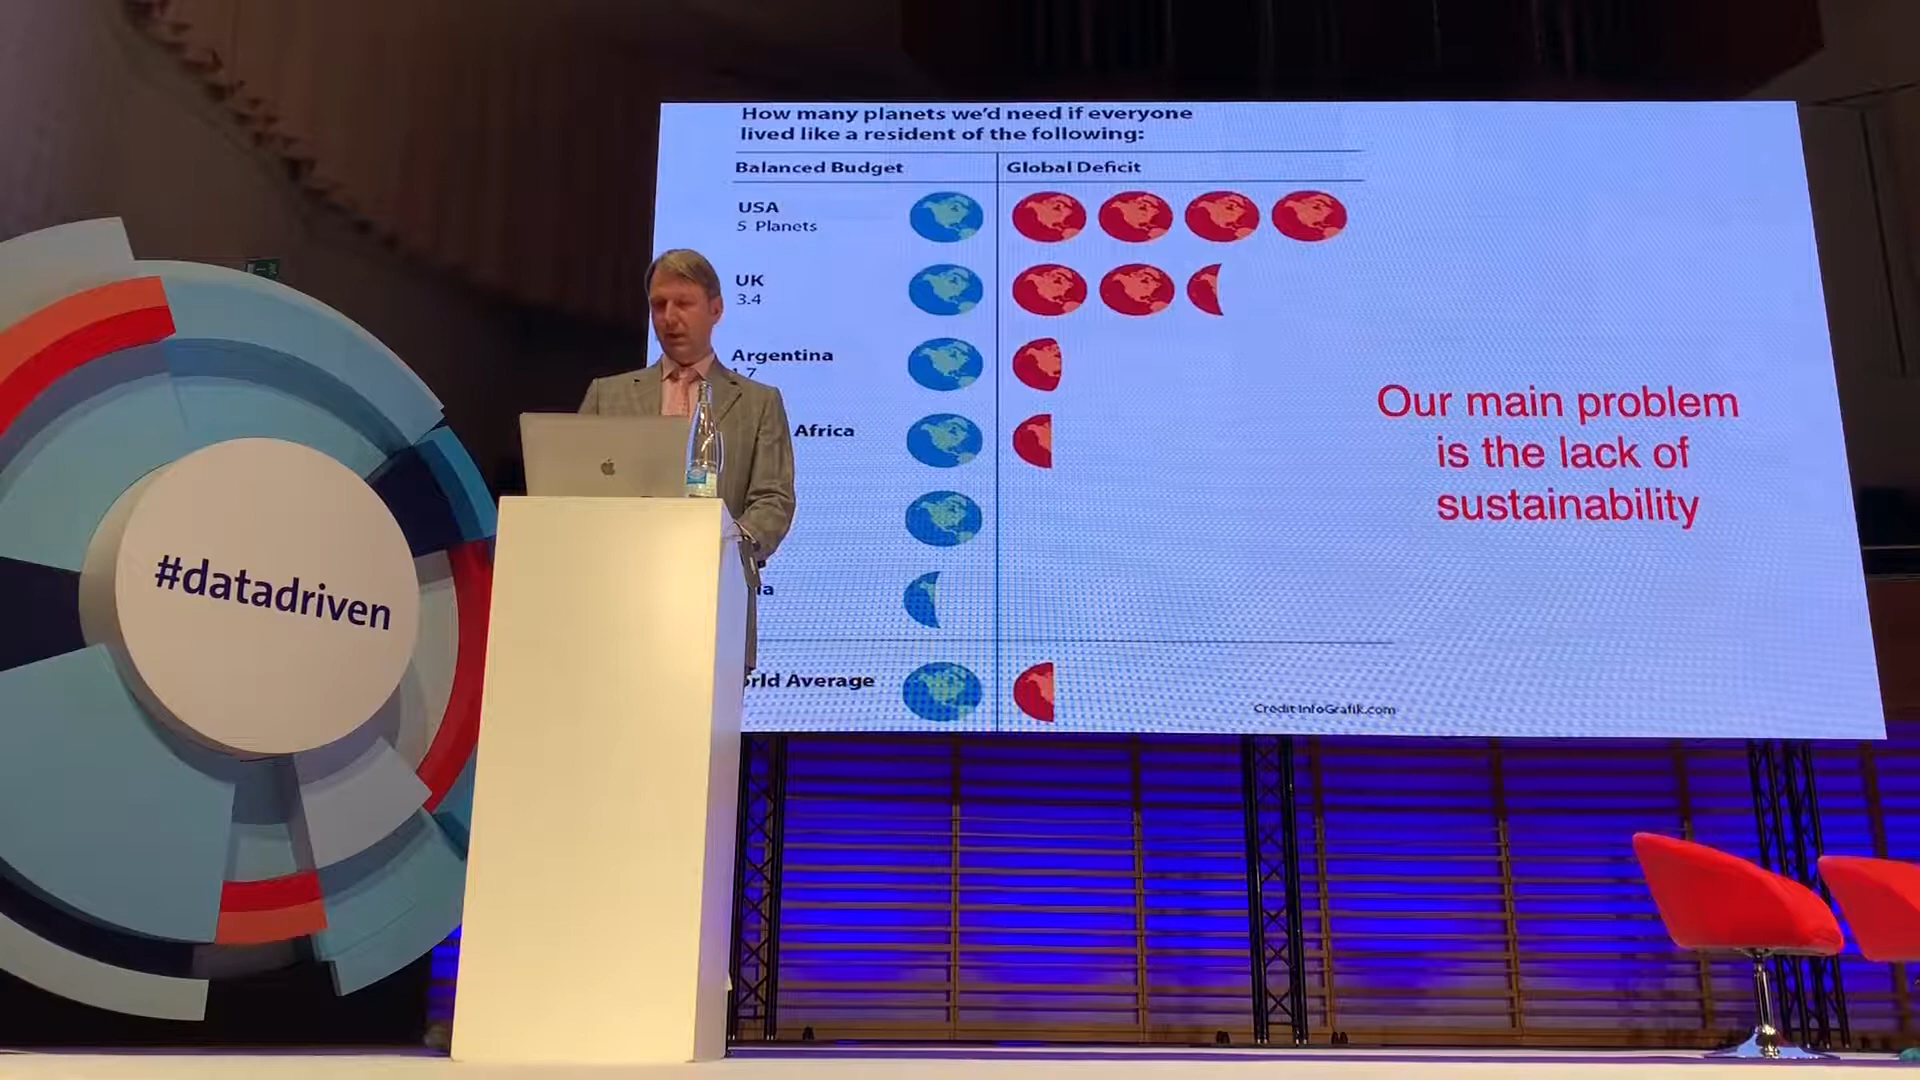 How many planets we'd need if everyone
lived like a resident of the following:
Balanced Budget
Global Deficit
USA
5 Planets
UK
3.4
Argentina
Africa
Average
Credit InfoGrafik.com
Our main problem
is the lack of
sustainability
#datadriven